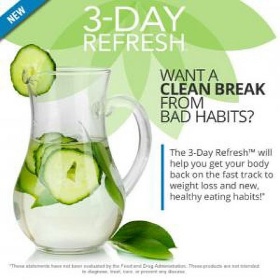 NEW
3-DAY
REFRESH
WANT A
CLEAN BREAK
FROM
BAD HABITS?
The 3-Day Refresh™ will
help you get your body
back on the fast track to
weight loss and new,
healthy eating habits!*
*These statements have not been evaluated by the Food and Drug Administration. These products are not intended
to diagnose, treat, cure, or prevent any disease.